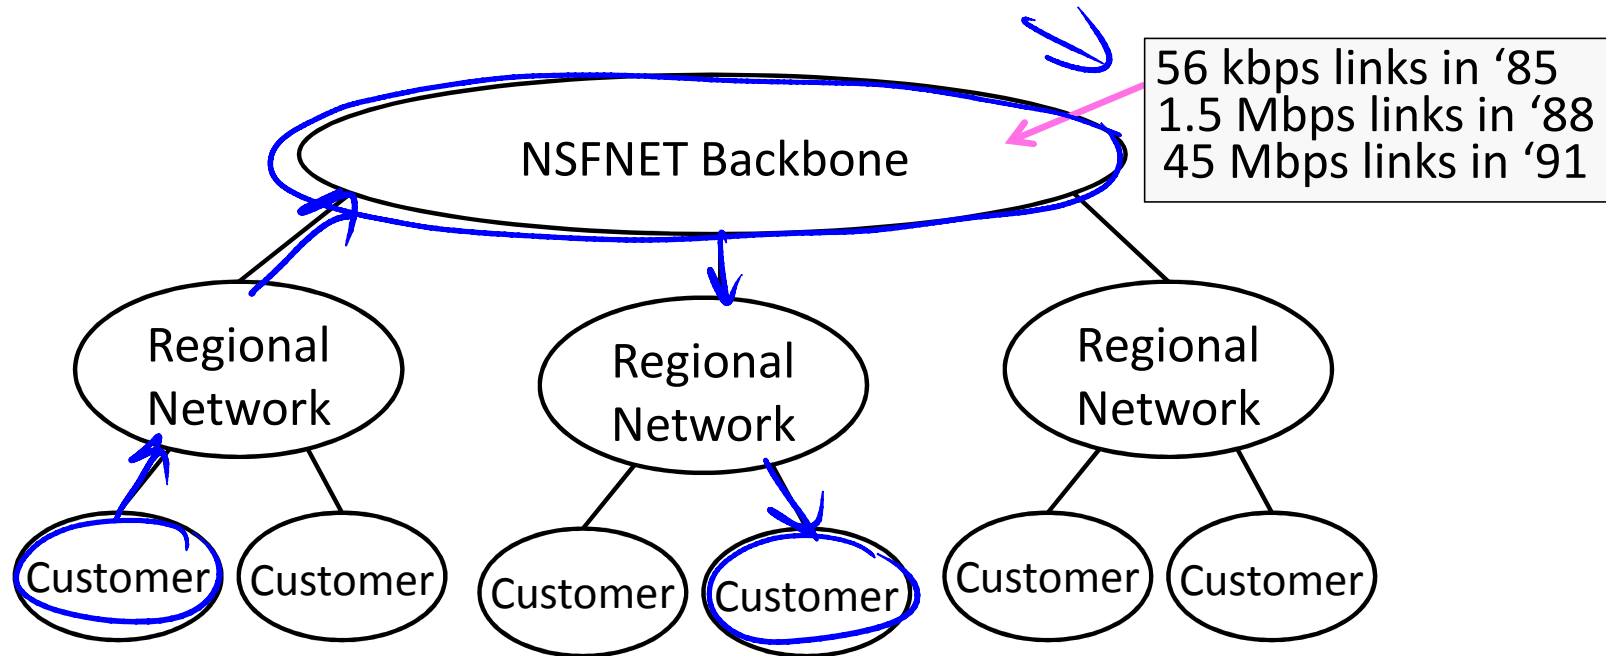 56 kbps links in ‘85
1.5 Mbps links in ‘88
45 Mbps links in ‘91
NSFNET Backbone
Regional
Network
Regional
Network
Regional
Network
Customer
Customer
Customer
Customer
Customer
Customer